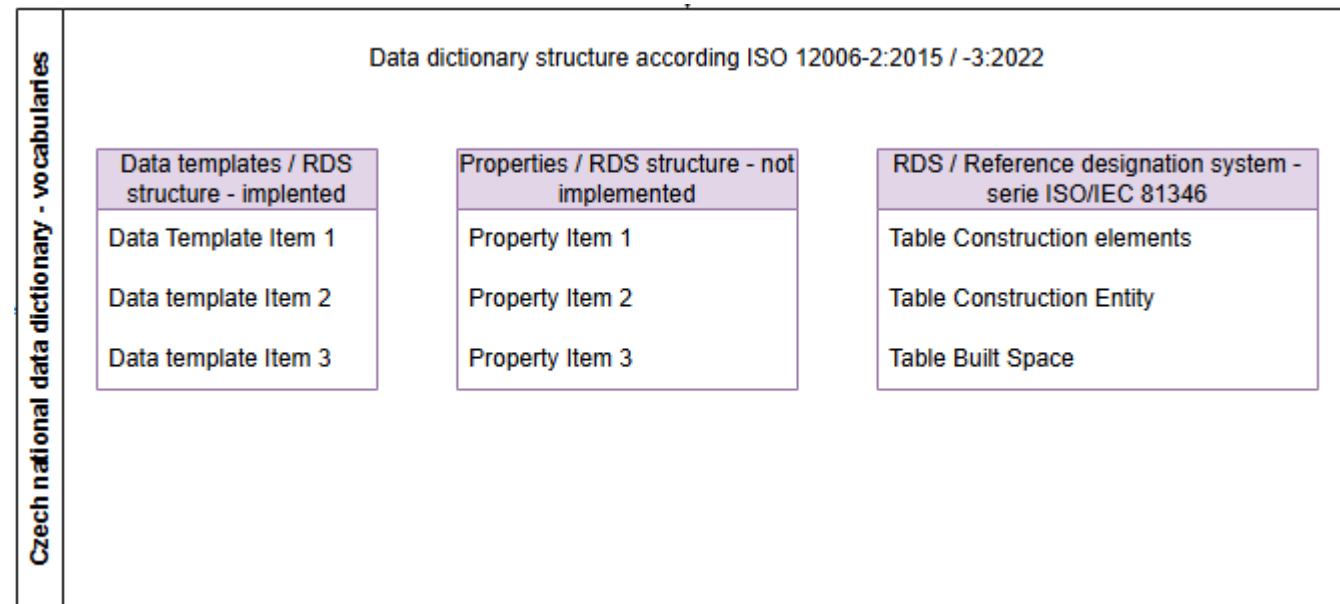 Czech national data dictionary - vocabularies
Data dictionary structure according ISO 12006-2:2015 / -3:2022
Data templates / RDS
structure - implented
Data Template Item 1
Data template Item 2
Data template Item 3
Properties / RDS structure - not
implemented
Property Item 1
Property Item 2
Property Item 3
RDS / Reference designation system -
serie ISO/IEC 81346
Table Construction elements
Table Construction Entity
Table Built Space